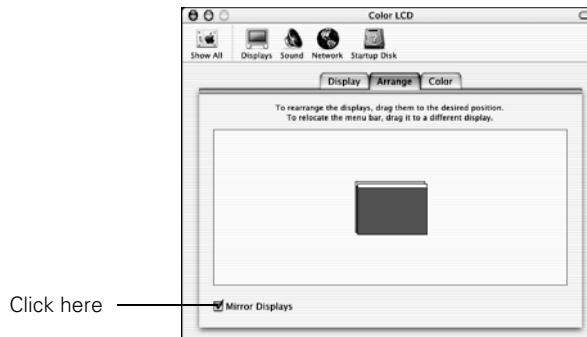 Color LCD
Show All Displays Sound Network Startup Disk
Display Arrange Color
To rearrange the displays, drag them to the desired position.
To relocate the menu bar, drag it to a different display.
Click here
Mirror Displays